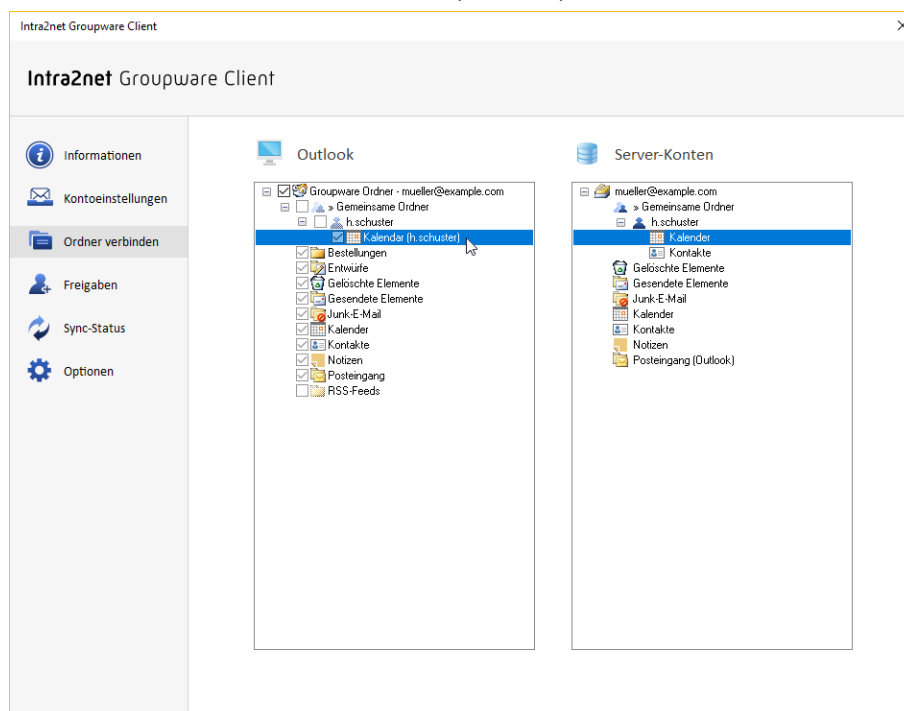 Intra2net Groupware Client
Intra2net Groupware Client
Informationen
Kontoeinstellungen
Ordner verbinden
Freigaben
Sync-Status
Optionen
Outlook
Groupware Ordner - mueller@example.com
» Gemeinsame Ordner
h.schuster
Kalendar (h.schuster)
Bestellungen
Entwürfe
Gelöschte Elemente
Gesendete Elemente
Junk-E-Mail
Kalender
Kontakte
Notizen
Posteingang
RSS-Feeds
Server-Konten
mueller@example.com
» Gemeinsame Ordner
h.schuster
Kalender
Kontakte
Gelöschte Elemente
Gesendete Elemente
Junk-E-Mail
Kalender
Kontakte
Notizen
Posteingang (Outlook)